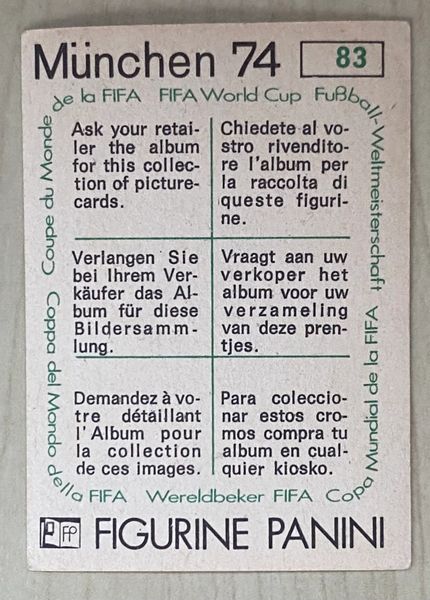 München 74
83
de la FIFA FIFA World Cup Fußball-Weltmeisterschaft
Coupe du Monde
Ask your retai-
ler the album
for this collec-
tion of picture-
cards.
Chiedete al vo-
stro rivendito-
re l'album per
la raccolta di
queste figuri-
ne.
Verlangen Sie
bei Ihrem Ver-
käufer das Al-
bum für diese
Bildersamm-
lung.
Vraagt aan uw
verkoper het
album voor uw
verzameling
van deze pren-
tjes.
Demandez à vo-
tre détaillant
l'Album pour
la collection
de ces images.
Para coleccio-
nar estos cro-
mos compra tu
album en cual-
quier kiosko.
Coppa del Mondo della FIFA
Wereldbeker FIFA
Copa Mundial de la FIFA
FP
FIGURINE PANINI